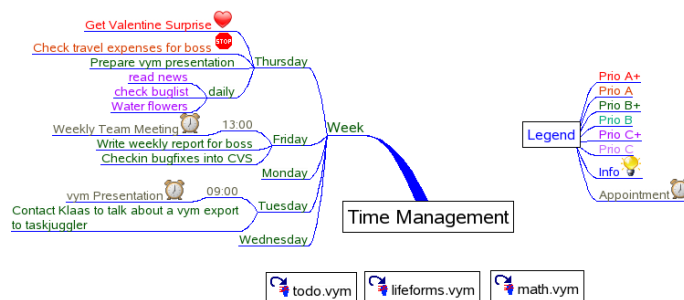 Get Valentine Surprise
STOP
Check travel expenses for boss
Prepare vym presentation
Thursday
read news
check buglist
daily
Water flowers
Weekly Team Meeting
13:00
Write weekly report for boss
Friday
Checkin bugfixes into CVS
Week
Monday
vym Presentation
09:00
Contact Klaas to talk about a vym export
to taskjuggler
Tuesday
Wednesday
Time Management
Legend
Prio A+
Prio A
Prio B+
Prio B
Prio C+
Prio C
Info
Appointment
todo.vym
lifeforms.vym
math.vym